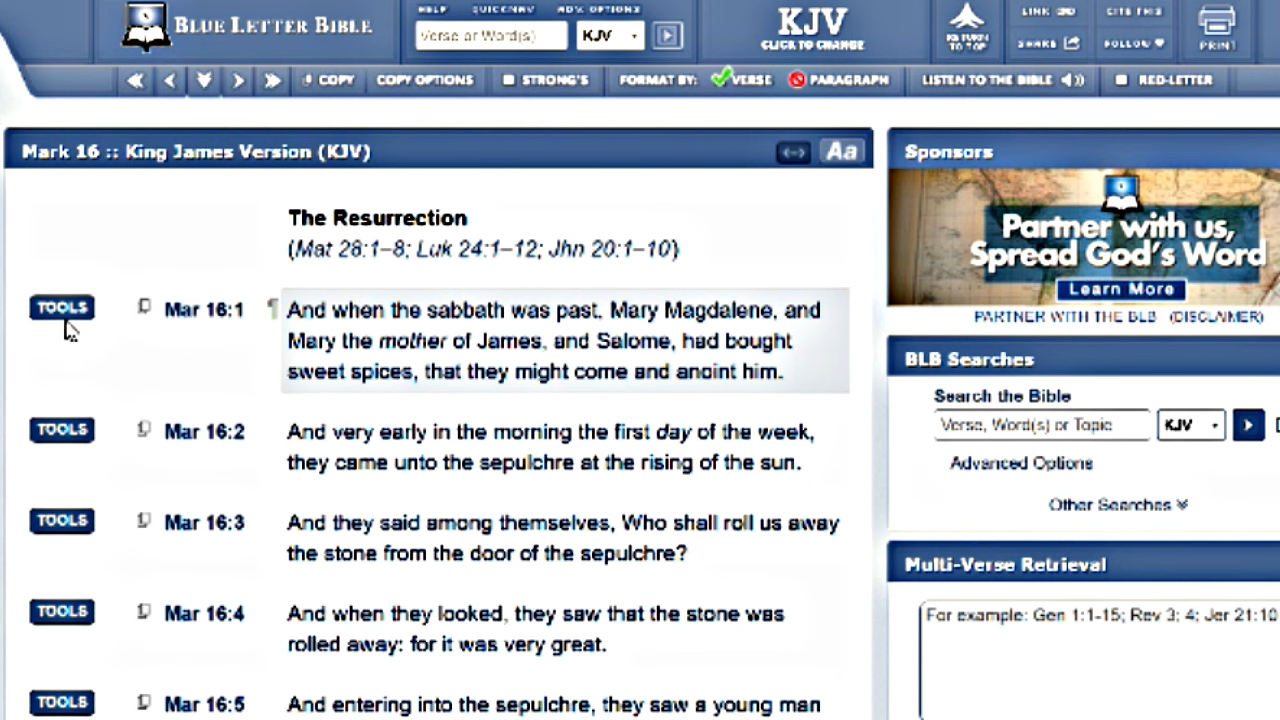 HELP QUICKNAV ADV. OPTIONS
BLUE LETTER BIBLE
Verse or Word(s)
KJV
KJV
CLICK TO CHANGE
RETURN
TO TOP
LINK
CITE THIS
SHARE
FOLLOW
PRINT
COPY
COPY OPTIONS
STRONG'S
FORMAT BY:
VERSE
PARAGRAPH
LISTEN TO THE BIBLE
RED-LETTER
Mark 16 :: King James Version (KJV)
Aa
The Resurrection
(Mat 28:1–8; Luk 24:1–12; Jhn 20:1–10)
TOOLS Mar 16:1 ¶ And when the sabbath was past, Mary Magdalene, and
Mary the mother of James, and Salome, had bought
sweet spices, that they might come and anoint him.
TOOLS Mar 16:2 And very early in the morning the first day of the week,
they came unto the sepulchre at the rising of the sun.
TOOLS Mar 16:3 And they said among themselves, Who shall roll us away
the stone from the door of the sepulchre?
TOOLS Mar 16:4 And when they looked, they saw that the stone was
rolled away: for it was very great.
TOOLS Mar 16:5 And entering into the sepulchre, they saw a young man
Sponsors
Partner with us,
Spread God's Word
Learn More
PARTNER WITH THE BLB (DISCLAIMER)
BLB Searches
Search the Bible
Verse, Word(s) or Topic
KJV
Advanced Options
Other Searches
Multi-Verse Retrieval
For example: Gen 1:1-15; Rev 3; 4; Jer 21:10